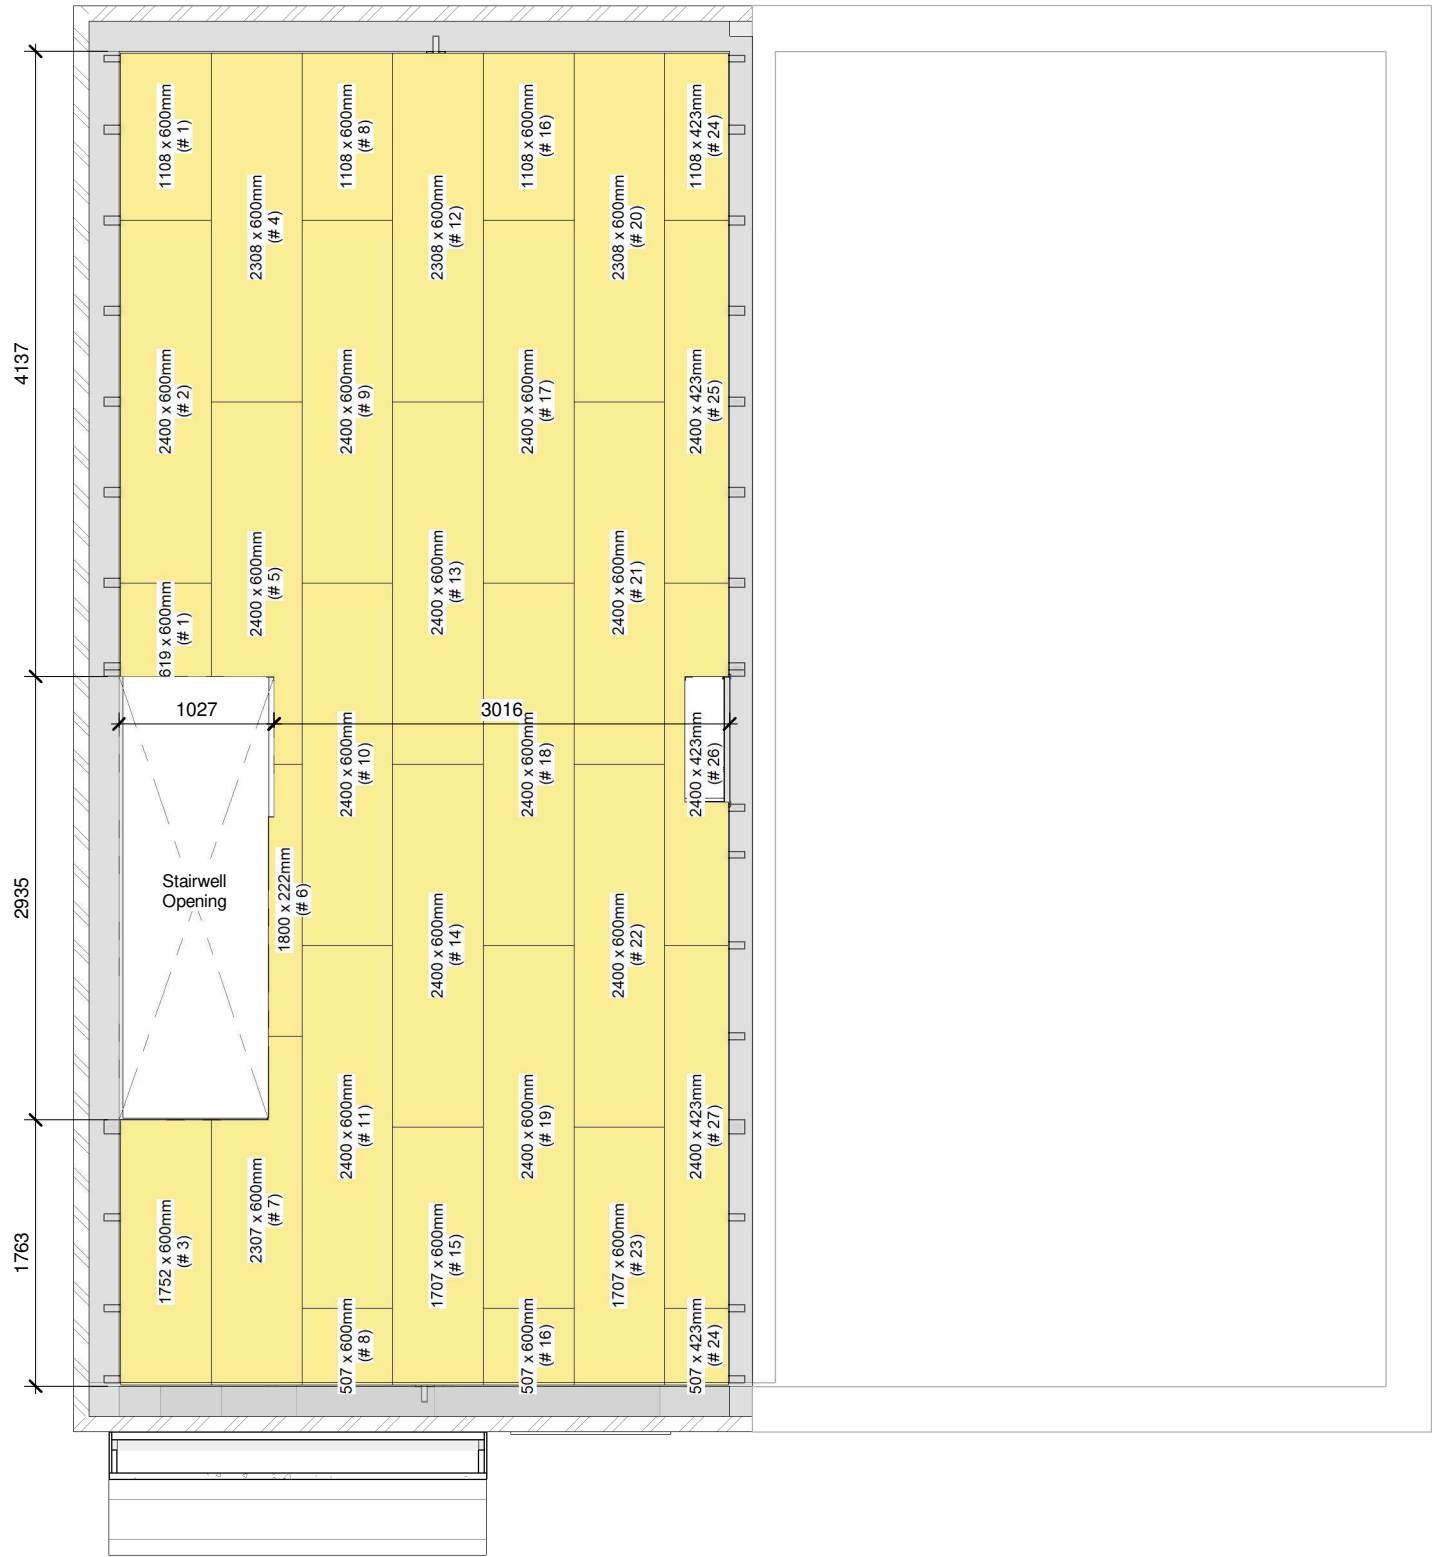 1108 x 600mm
(# 1)
1108 x 600mm
(# 8)
1108 x 600mm
(# 16)
1108 x 423mm
(# 24)
2308 x 600mm
(# 4)
2308 x 600mm
(# 12)
2308 x 600mm
(# 20)
4137
2400 x 600mm
(# 2)
2400 x 600mm
(# 9)
2400 x 600mm
(# 17)
2400 x 423mm
(# 25)
619 x 600mm
(# 1)
2400 x 600mm
(# 5)
2400 x 600mm
(# 13)
2400 x 600mm
(# 21)
1027
3016
2400 x 600mm
(# 10)
2400 x 600mm
(# 18)
2400 x 423mm
(# 26)
2935
Stairwell
Opening
1800 x 222mm
(# 6)
2400 x 600mm
(# 14)
2400 x 600mm
(# 22)
2400 x 600mm
(# 11)
2400 x 600mm
(# 19)
2400 x 423mm
(# 27)
1763
1752 x 600mm
(# 3)
2307 x 600mm
(# 7)
1707 x 600mm
(# 15)
1707 x 600mm
(# 23)
507 x 600mm
(# 8)
507 x 600mm
(# 16)
507 x 423mm
(# 24)